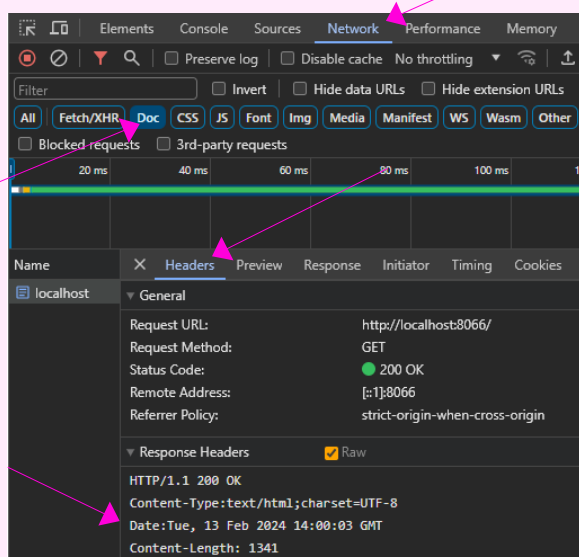 Elements Console Sources Network Performance Memory
Preserve log Disable cache No throttling
Filter Invert Hide data URLs Hide extension URLs
All Fetch/XHR Doc CSS JS Font Img Media Manifest WS Wasm Other
Blocked requests 3rd-party requests
20 ms 40 ms 60 ms 80 ms 100 ms
Name Headers Preview Response Initiator Timing Cookies
localhost General
Request URL: http://localhost:8066/
Request Method: GET
Status Code: 200 OK
Remote Address: [::1]:8066
Referrer Policy: strict-origin-when-cross-origin
Response Headers Raw
HTTP/1.1 200 OK
Content-Type:text/html;charset=UTF-8
Date:Tue, 13 Feb 2024 14:00:03 GMT
Content-Length: 1341